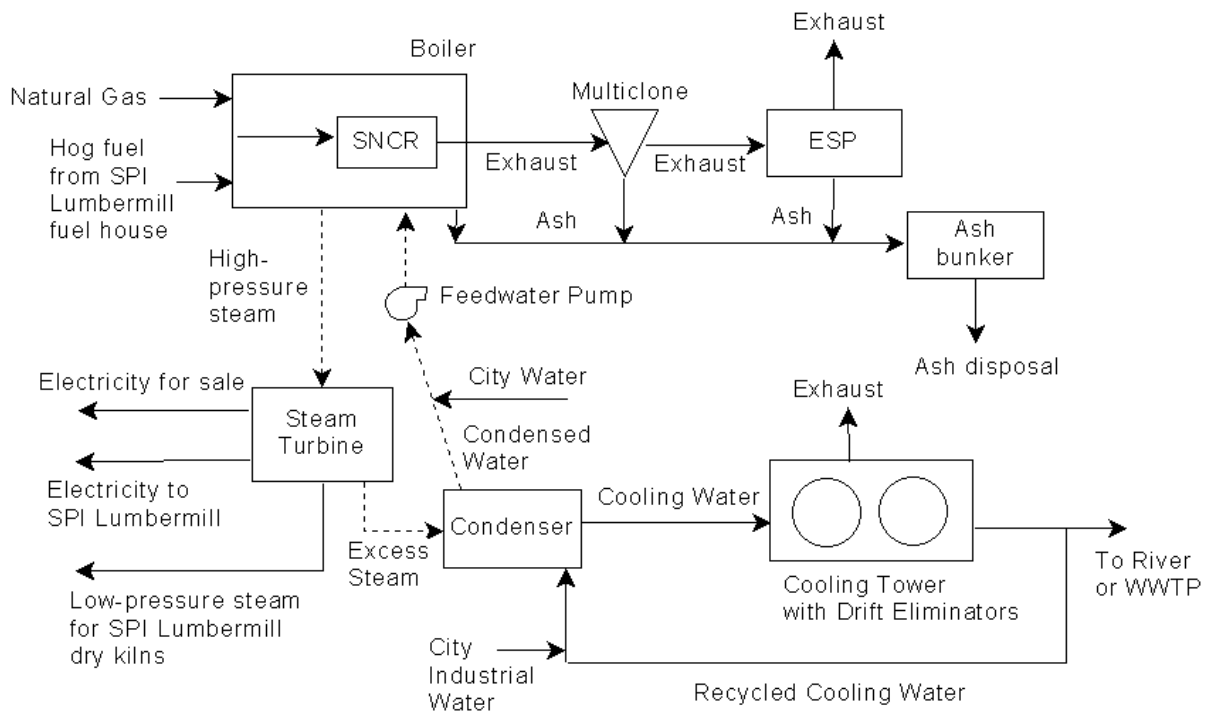 Exhaust
Boiler
Natural Gas
Multiclone
SNCR
ESP
Hog fuel
from SPI
Lumbermill
fuel house
Exhaust
Exhaust
Ash
Ash
Ash
bunker
High-
pressure
steam
Feedwater Pump
Ash disposal
Electricity for sale
City Water
Exhaust
Steam
Turbine
Condensed
Water
Electricity to
SPI Lumbermill
Cooling Water
Condenser
Excess
Steam
To River
or WWTP
Cooling Tower
with Drift Eliminators
Low-pressure steam
for SPI Lumbermill
dry kilns
City
Industrial
Water
Recycled Cooling Water